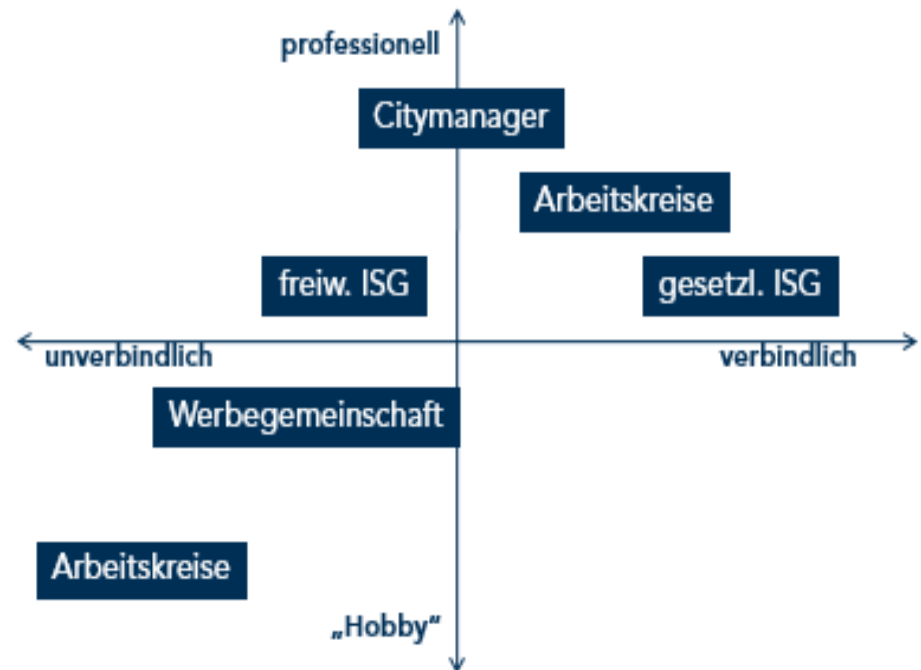 professionell
Citymanager
Arbeitskreise
freiw. ISG
gesetzl. ISG
unverbindlich
verbindlich
Werbegemeinschaft
Arbeitskreise
„Hobby“